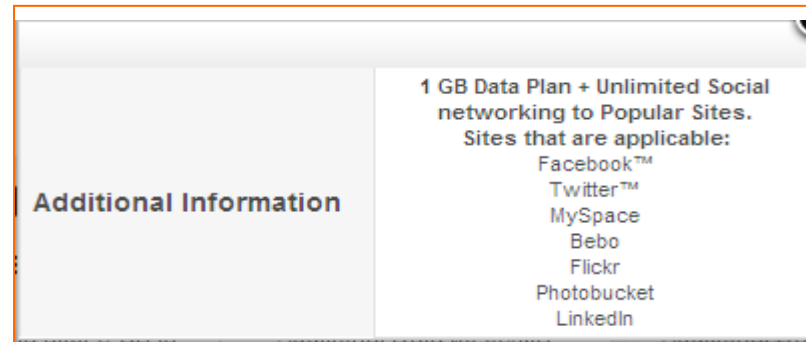 1 GB Data Plan + Unlimited Social
networking to Popular Sites.
Sites that are applicable:
Facebook™
Twitter™
Additional Information
MySpace
Bebo
Flickr
Photobucket
LinkedIn